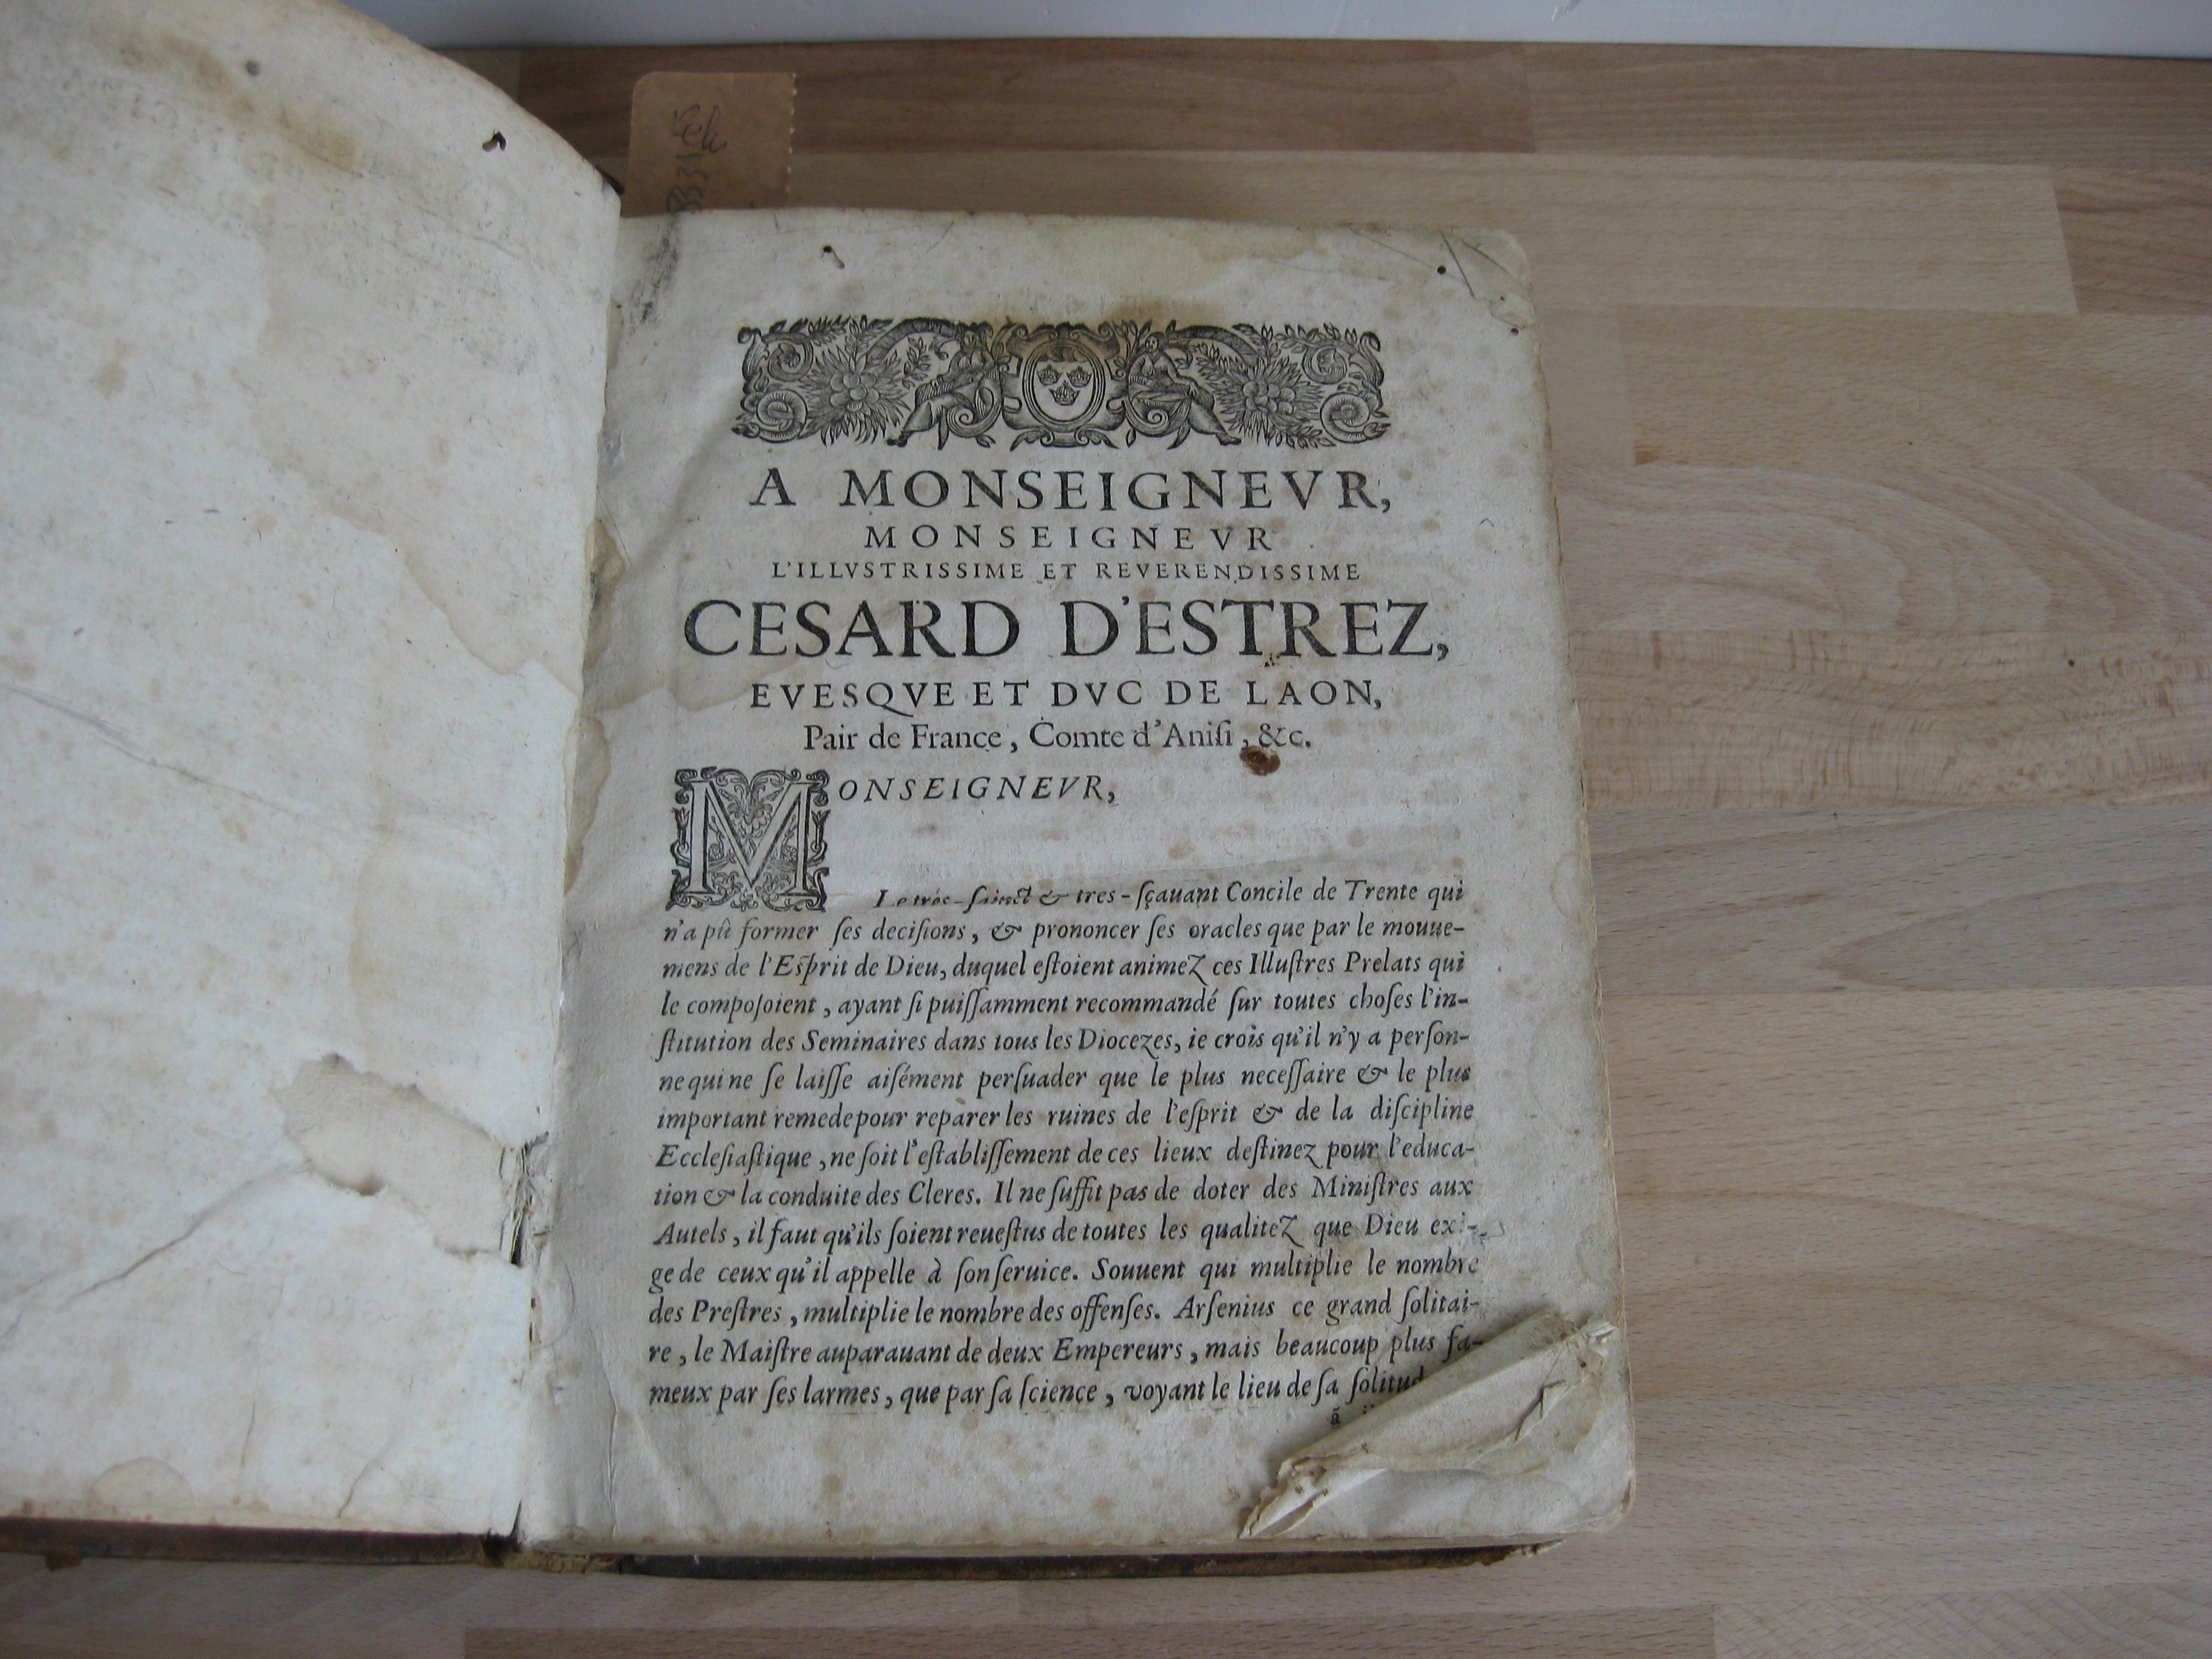 A MONSEIGNEVR,
MONSEIGNEVR
L'ILLVSTRISSIME ET REVERENDISSIME
CESARD D'ESTREZ,
EVESQVE ET DVC DE LAON,
Pair de France, Comte d'Aniſi, &c.
MONSEIGNEVR,
Le tres-ſainct & tres-ſçauant Concile de Trente qui
n'a pû former ſes deciſions, & prononcer ſes oracles que par le mouue-
mens de l'Eſprit de Dieu, duquel eſtoient animez ces Illuſtres Prelats qui
le compoſoient, ayant ſi puiſſamment recommandé ſur toutes choſes l'in-
ſtitution des Seminaires dans tous les Diocezes, ie crois qu'il n'y a perſon-
ne qui ne ſe laiſſe aiſément perſuader que le plus neceſſaire & le plus
important remede pour reparer les ruines de l'eſprit & de la diſcipline
Eccleſiaſtique, ne ſoit l'eſtabliſſement de ces lieux deſtinez pour l'educa-
tion & la conduite des Cleres. Il ne ſuffit pas de doter des Miniſtres aux
Autels, il faut qu'ils ſoient reueſtus de toutes les qualitez que Dieu exi-
ge de ceux qu'il appelle à ſon ſeruice. Souuent qui multiplie le nombre
des Preſtres, multiplie le nombre des offenſes. Arſenius ce grand ſolitai-
re, le Maiſtre auparauant de deux Empereurs, mais beaucoup plus fa-
meux par ſes larmes, que par ſa ſcience, voyant le lieu de ſa ſolitud
ã